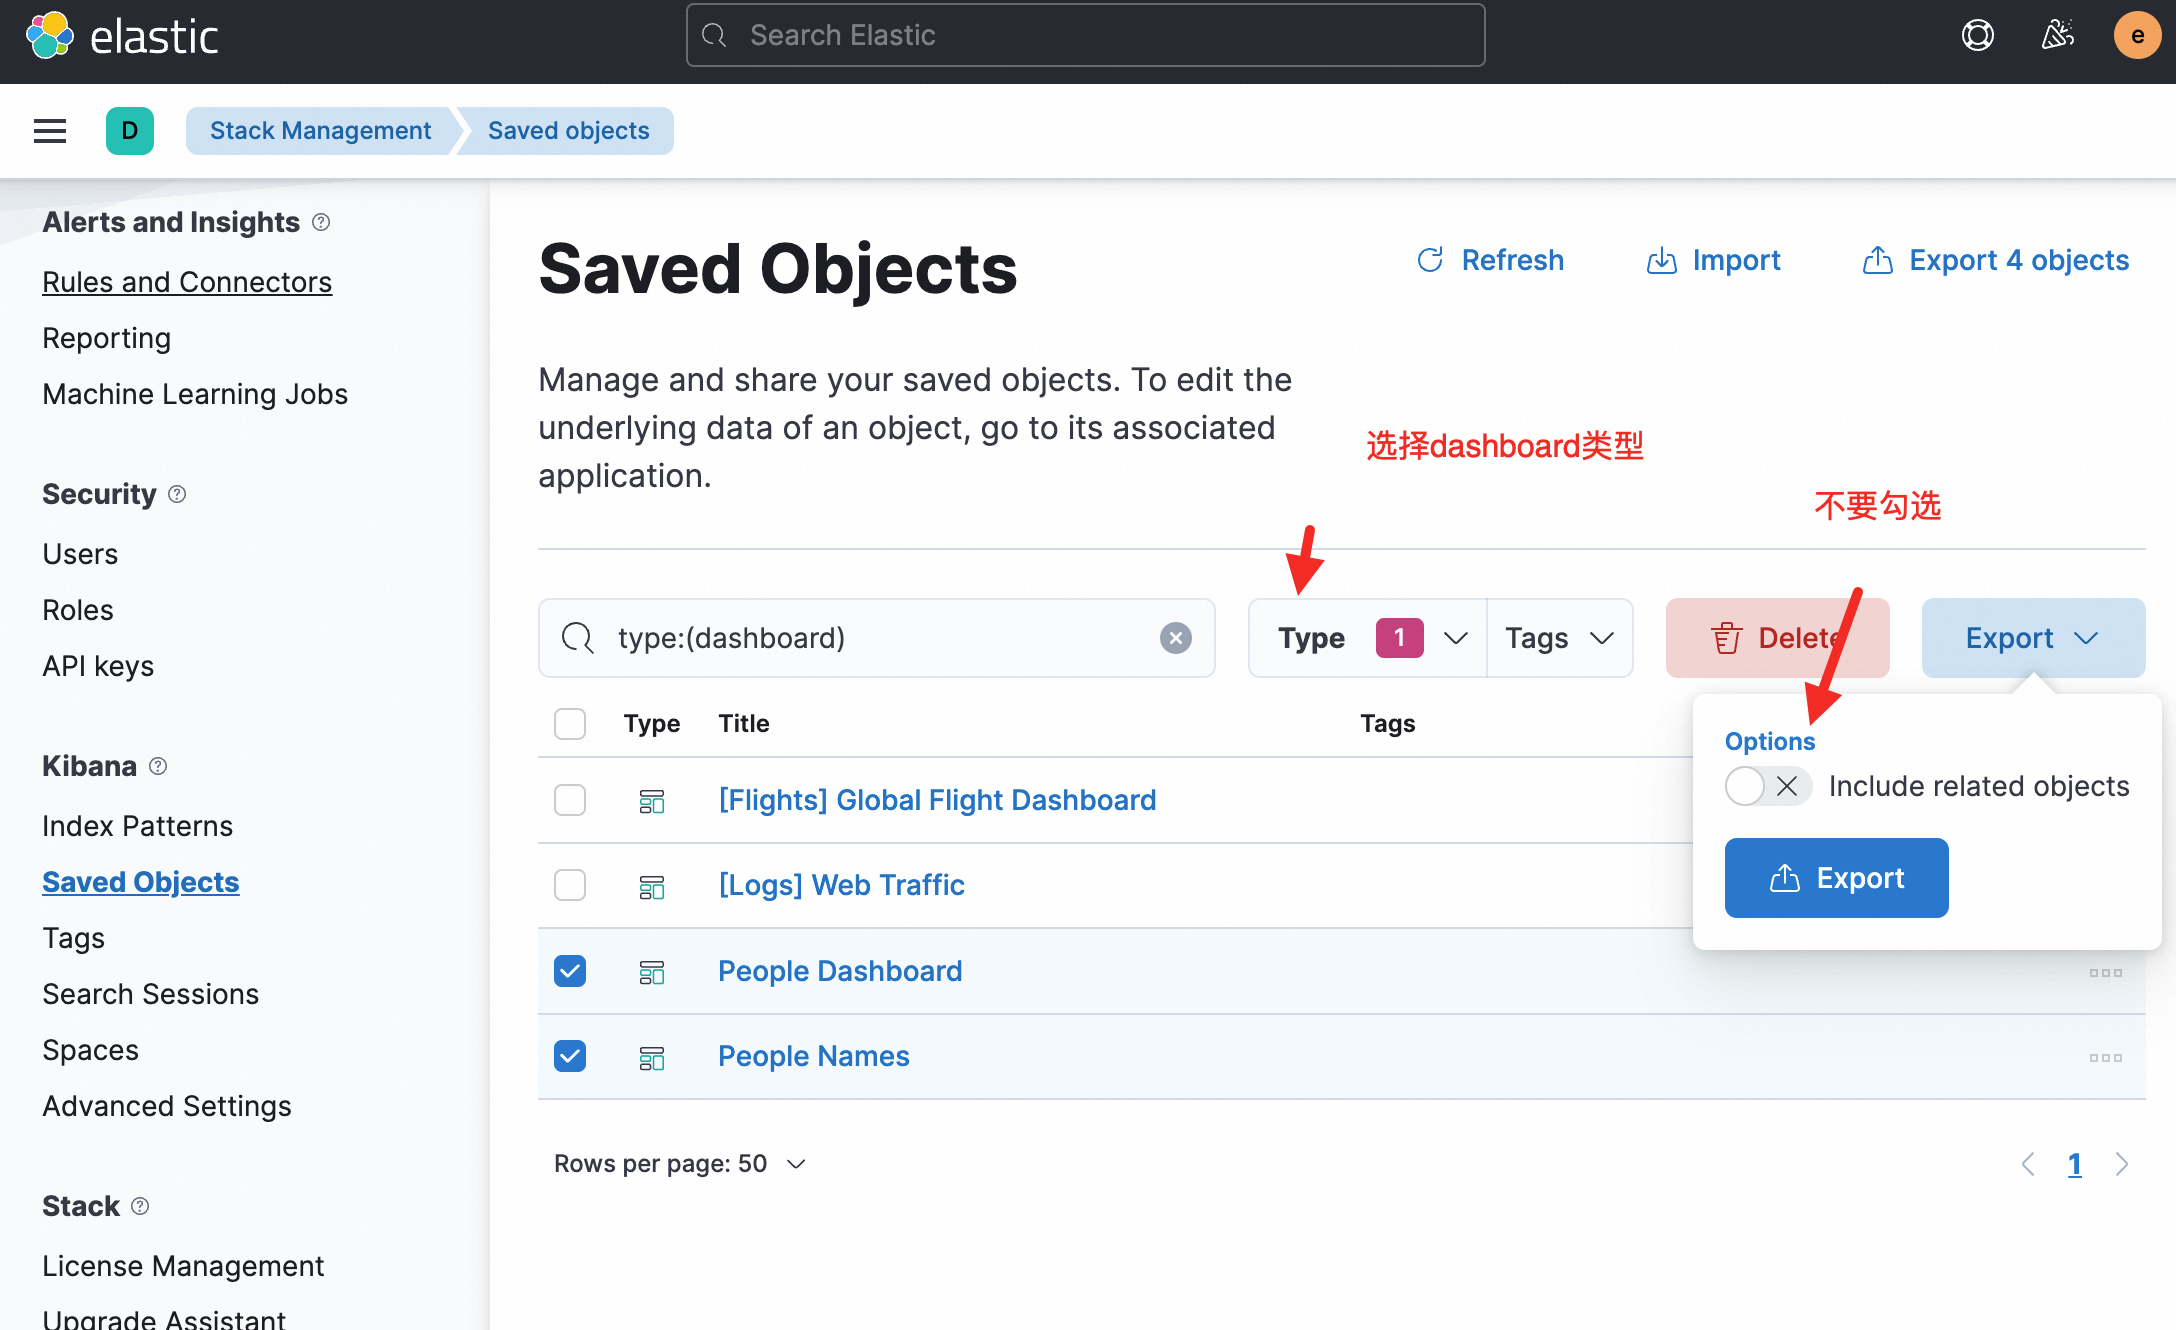 elastic
Search Elastic
e
D
Stack Management
Saved objects
Alerts and Insights
Rules and Connectors
Reporting
Machine Learning Jobs
Security
Users
Roles
API keys
Kibana
Index Patterns
Saved Objects
Tags
Search Sessions
Spaces
Advanced Settings
Stack
License Management
Upgrade Assistant
Saved Objects
Refresh
Import
Export 4 objects
Manage and share your saved objects. To edit the
underlying data of an object, go to its associated
application.
选择dashboard类型
不要勾选
type:(dashboard)
Type 1
Tags
Delete
Export
Type Title Tags
Options
Include related objects
Export
[Flights] Global Flight Dashboard
[Logs] Web Traffic
People Dashboard
People Names
Rows per page: 50
1